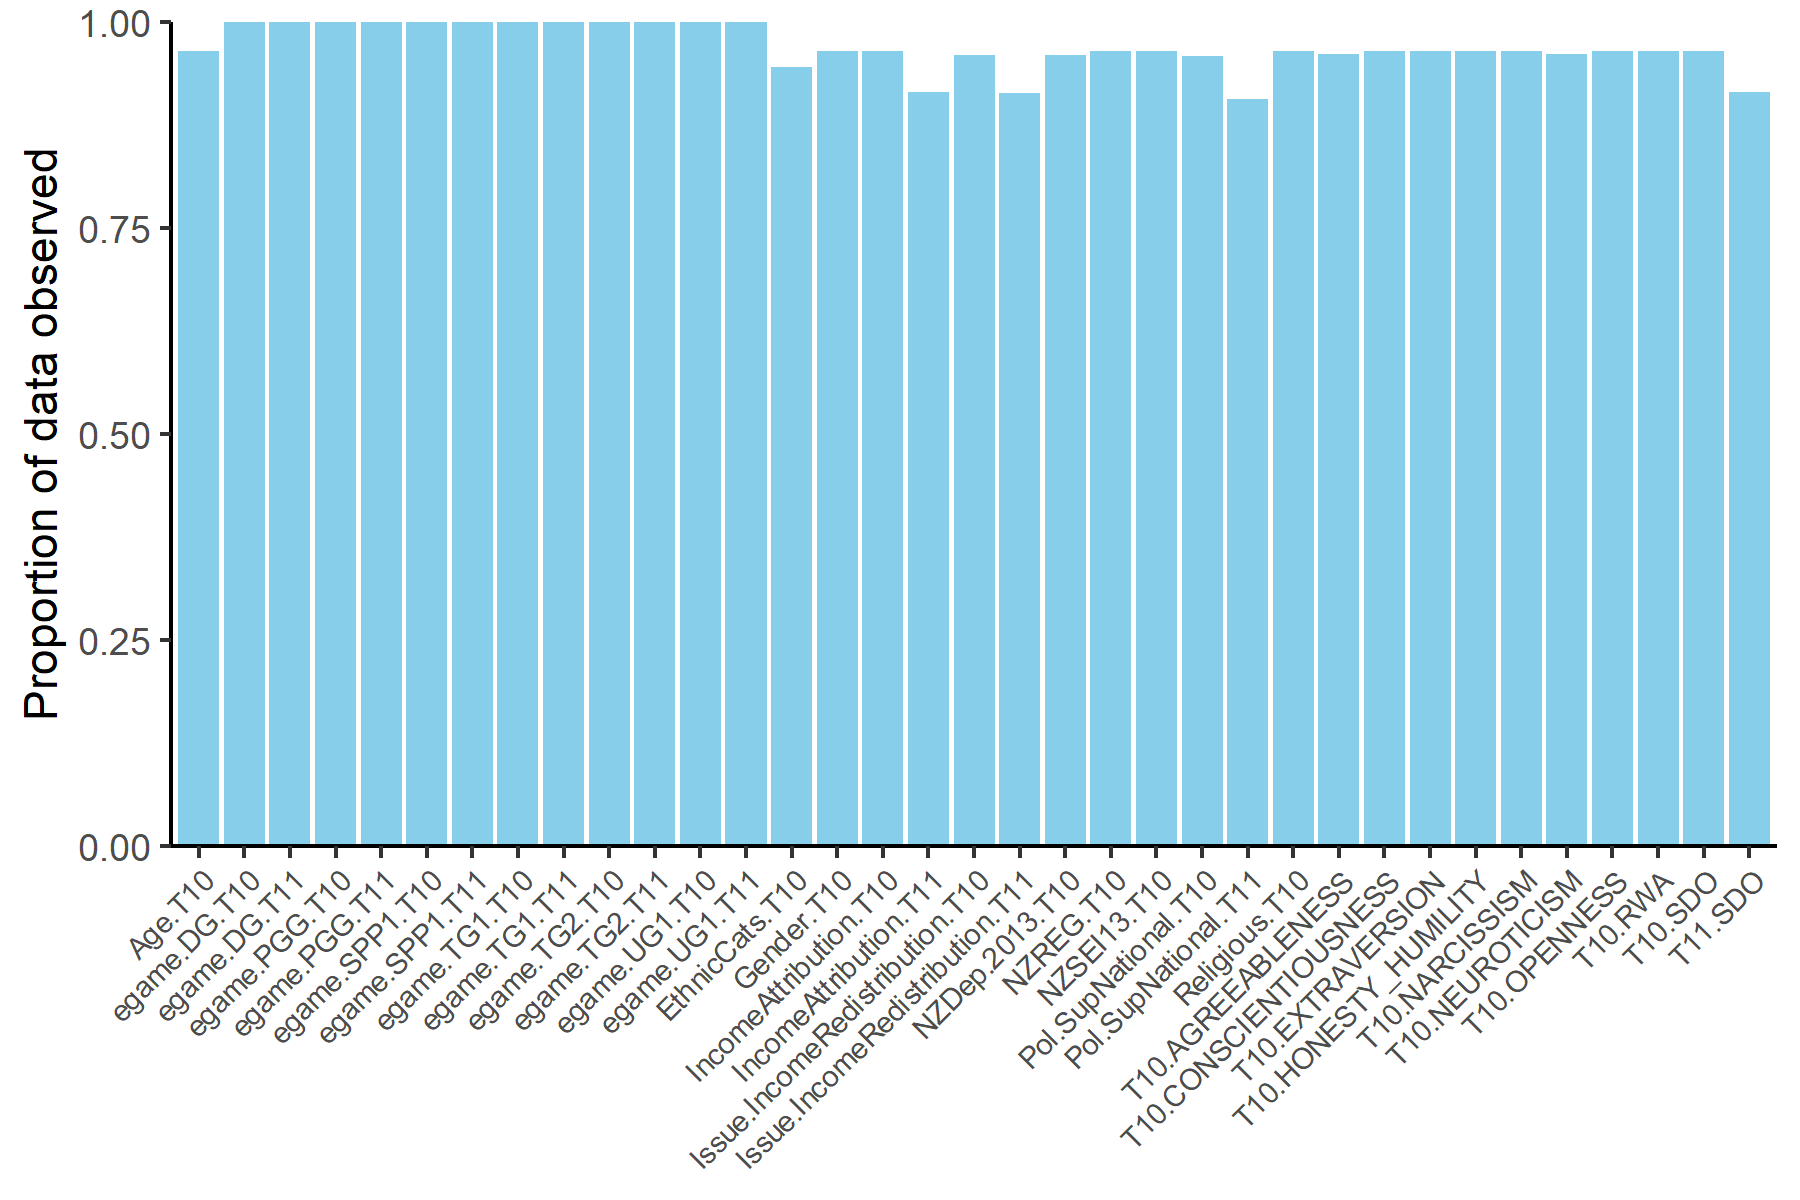 Proportion of data observed
1.00
0.75
0.50
0.25
0.00
Age.T10
egame.DG.T10
egame.DG.T11
egame.PGG.T10
egame.PGG.T11
egame.SPP1.T10
egame.SPP1.T11
egame.TG1.T10
egame.TG1.T11
egame.TG2.T10
egame.TG2.T11
egame.UG1.T10
egame.UG1.T11
EthnicCats.T10
Gender.T10
IncomeAttribution.T10
IncomeAttribution.T11
Issue.IncomeRedistribution.T10
Issue.IncomeRedistribution.T11
NZDep.2013.T10
NZREG.T10
NZSEI13.T10
Pol.SupNational.T10
Pol.SupNational.T11
Religious.T10
T10.AGREEABLENESS
T10.CONSCIENTIOUSNESS
T10.EXTRAVERSION
T10.HONESTY_HUMILITY
T10.NARCISSISM
T10.NEUROTICISM
T10.OPENNESS
T10.RWA
T10.SDO
T11.SDO